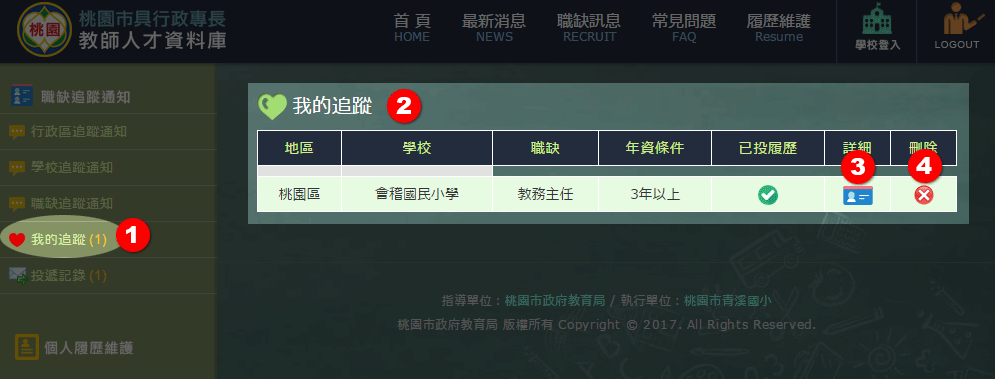 桃園
桃園市具行政專長
教師人才資料庫
首 頁 最新消息 職缺訊息 常見問題 履歷維護
HOME NEWS RECRUIT FAQ Resume
學校登入 LOGOUT
職缺追蹤通知
行政區追蹤通知
學校追蹤通知
職缺追蹤通知
我的追蹤 (1) 1
投遞記錄 (1)
個人履歷維護
我的追蹤 2
地區 學校 職缺 年資條件 已投履歷 詳細 刪除
3 4
桃園區 會稽國民小學 教務主任 3年以上
指導單位：桃園市政府教育局 / 執行單位：桃園市青溪國小
桃園市政府教育局 版權所有 Copyright © 2017. All Rights Reserved.